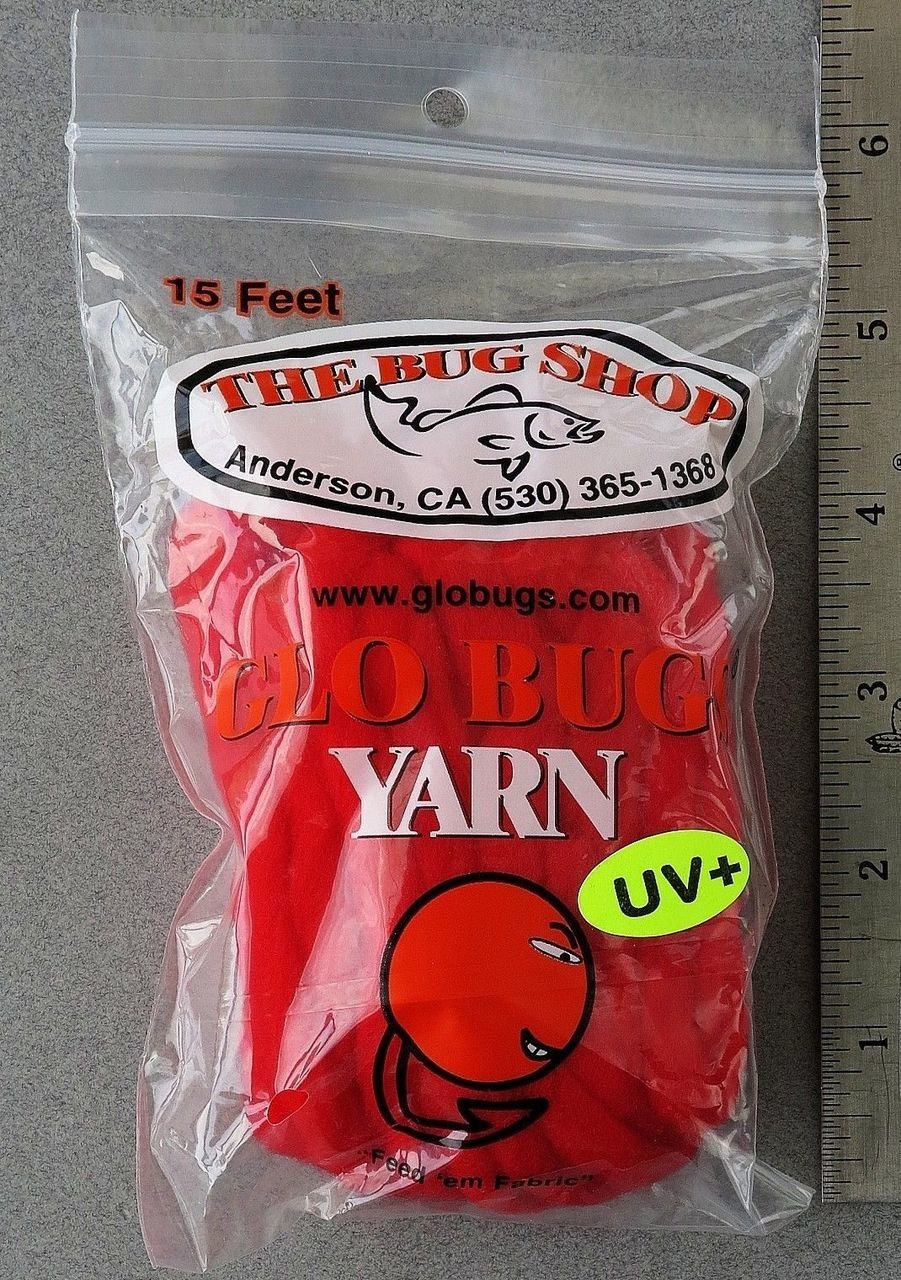 15 Feet
THE BUG SHOP
Anderson, CA (530) 365-1368
www.globugs.com
GLO BUGS
YARN
UV+
"Feed 'em Fabric"
6
5
4
3
2
1